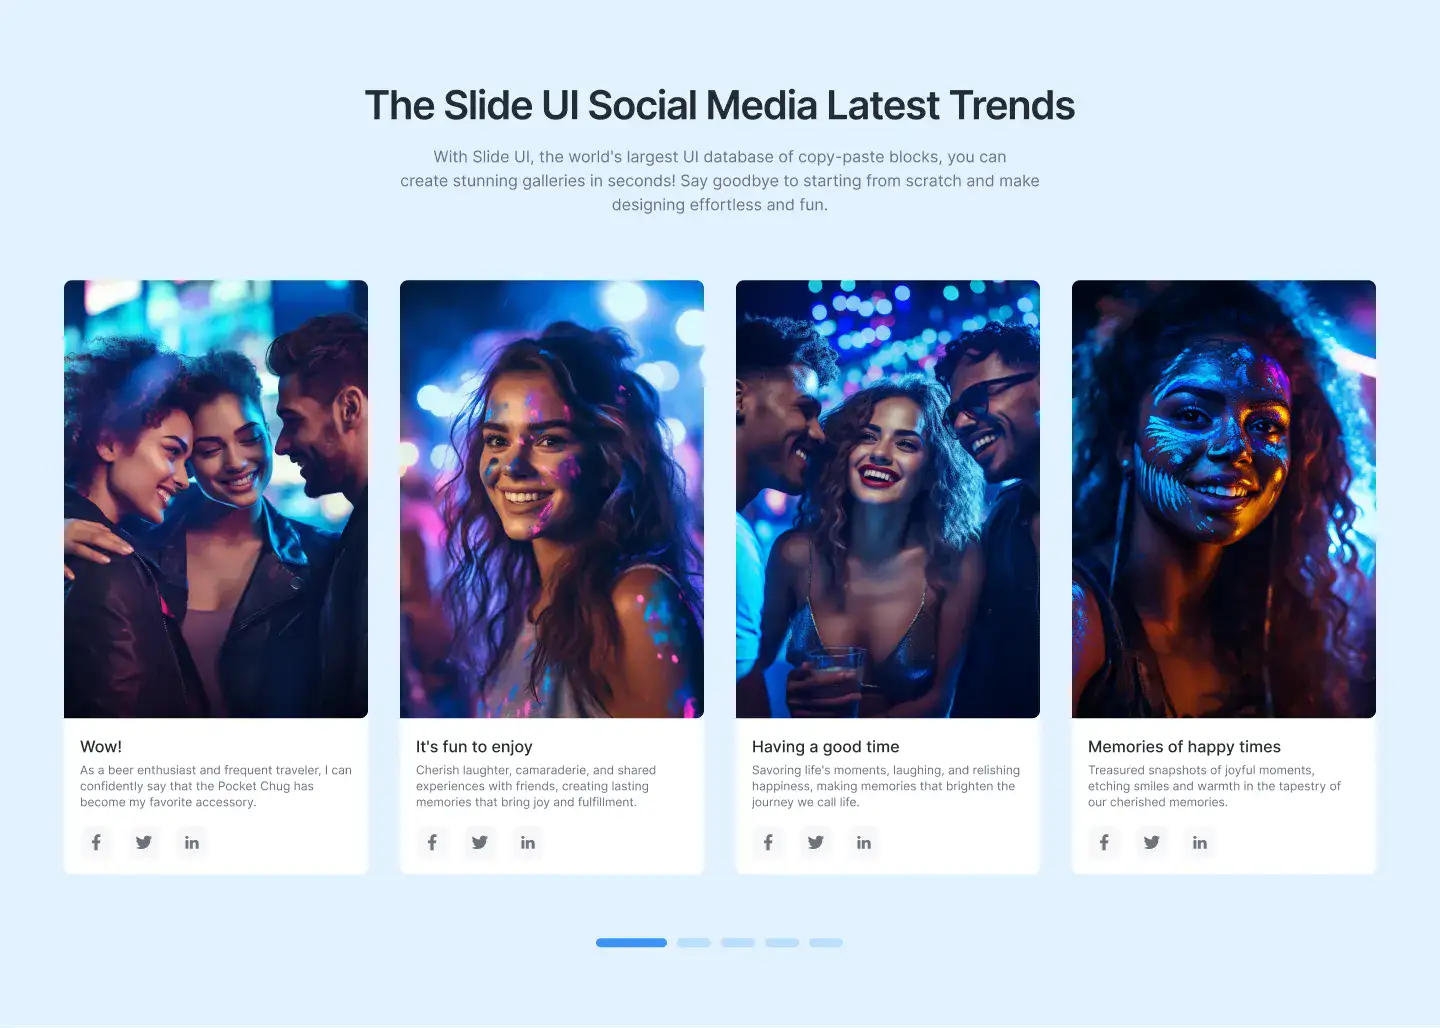 The Slide UI Social Media Latest Trends
With Slide UI, the world's largest UI database of copy-paste blocks, you can
create stunning galleries in seconds! Say goodbye to starting from scratch and make
designing effortless and fun.
Wow!
As a beer enthusiast and frequent traveler, I can
confidently say that the Pocket Chug has
become my favorite accessory.
It's fun to enjoy
Cherish laughter, camaraderie, and shared
experiences with friends, creating lasting
memories that bring joy and fulfillment.
Having a good time
Savoring life's moments, laughing, and relishing
happiness, making memories that brighten the
journey we call life.
Memories of happy times
Treasured snapshots of joyful moments,
etching smiles and warmth in the tapestry of
our cherished memories.